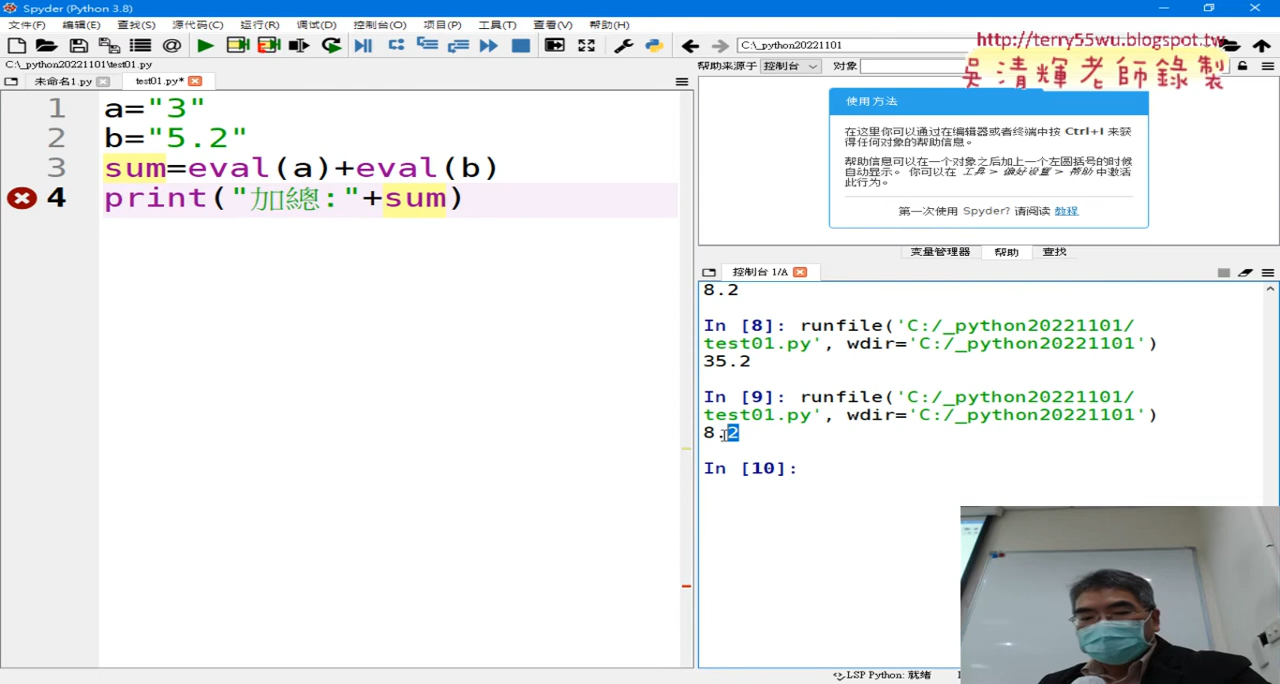 Spyder (Python 3.8)
文件(F) 编辑(E) 查找(S) 源代码(C) 运行(R) 调试(D) 控制台(O) 项目(P) 工具(T) 查看(V) 帮助(H)
C:\_python20221101
http://terry55wu.blogspot.tw
吳清輝老師錄製
C:\_python20221101\test01.py
未命名1.py
test01.py*
帮助来源于 控制台 对象
1 a="3"
2 b="5.2"
3 sum=eval(a)+eval(b)
4 print("加總:"+sum)
使用方法
在这里你可以通过在编辑器或者终端中按 Ctrl+I 来获
得任何对象的帮助信息。
帮助信息可以在一个对象之后加上一个左圆括号的时候
自动显示。 你可以在 工具 > 偏好设置 > 帮助 中激活
此行为。
第一次使用 Spyder? 请阅读 教程
变量管理器 帮助 查找
控制台 1/A
8.2
In [8]: runfile('C:/_python20221101/
test01.py', wdir='C:/_python20221101')
35.2
In [9]: runfile('C:/_python20221101/
test01.py', wdir='C:/_python20221101')
8.2
In [10]:
LSP Python: 就绪